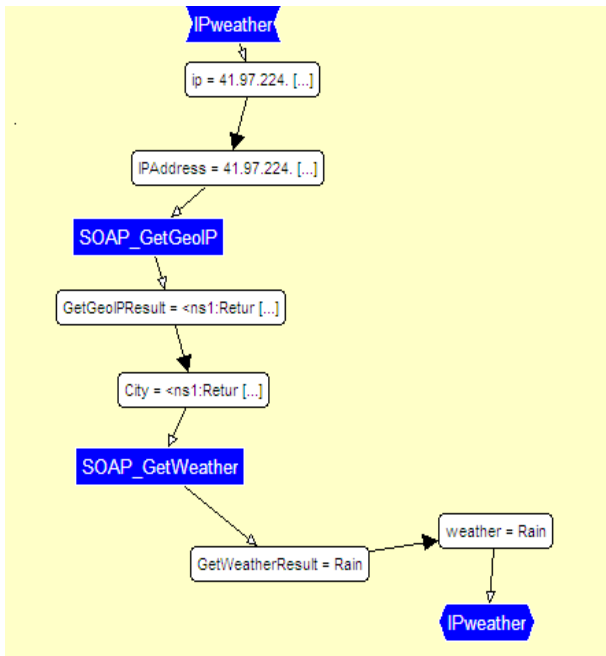 IPweather
ip = 41.97.224. [...]
IPAddress = 41.97.224. [...]
SOAP_GetGeoIP
GetGeoIPResult = <ns1:Retur [...]
City = <ns1:Retur [...]
SOAP_GetWeather
weather = Rain
GetWeatherResult = Rain
IPweather